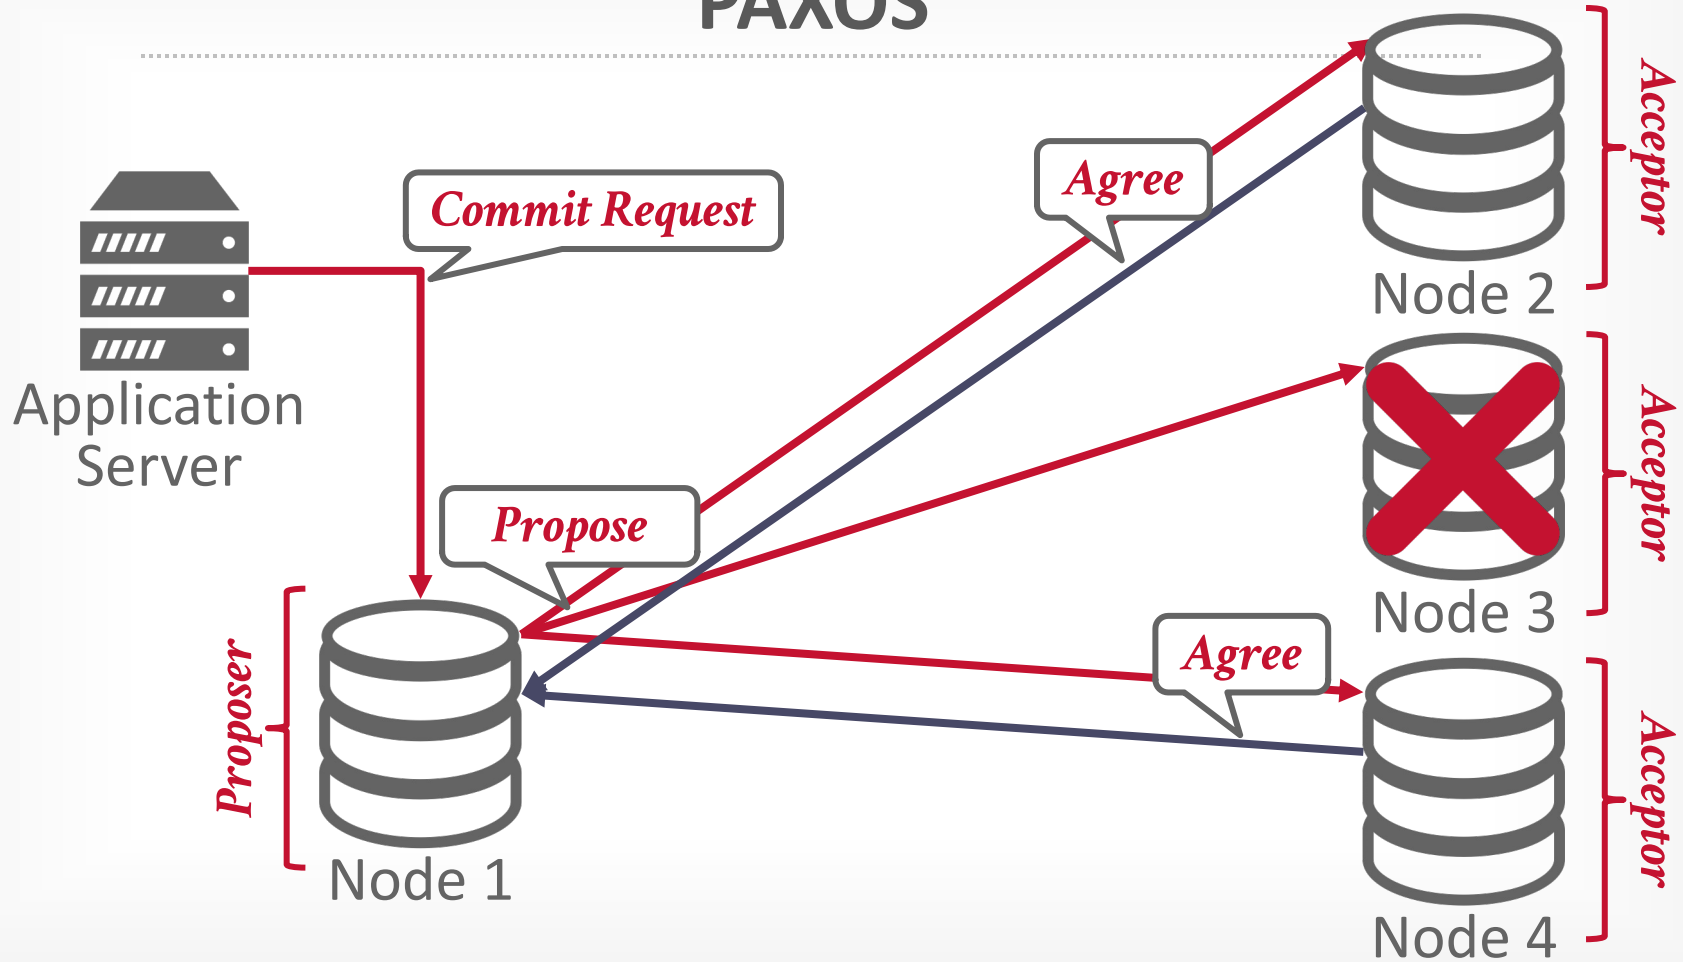 PAXOS
Commit Request
Agree
Acceptor
Node 2
Application
Server
Acceptor
Propose
Node 3
Proposer
Agree
Acceptor
Node 1
Node 4